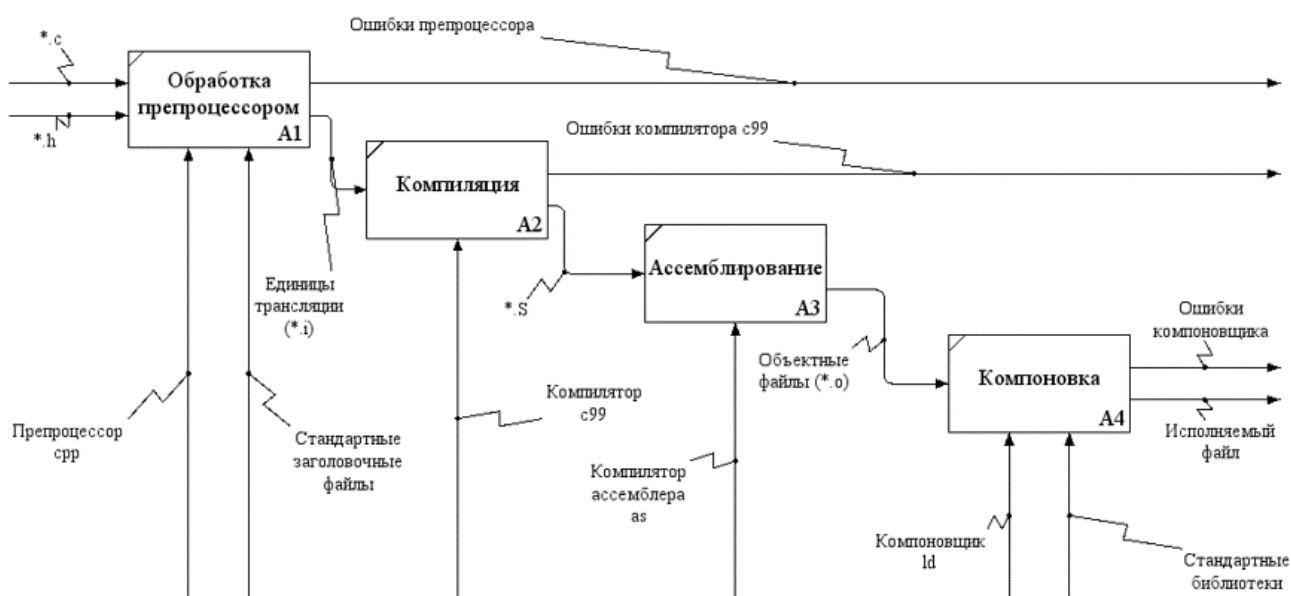 Ошибки препроцессора
*.c
Обработка
препроцессором
A1
*.h
Ошибки компилятора c99
Компиляция
A2
Единицы
трансляции
(*.i)
*.S
Ассемблирование
A3
Объектные
файлы (*.o)
Ошибки
компоновщика
Компоновка
A4
Исполняемый
файл
Препроцессор
cpp
Стандартные
заголовочные
файлы
Компилятор
c99
Компилятор
ассемблера
as
Компоновщик
ld
Стандартные
библиотеки